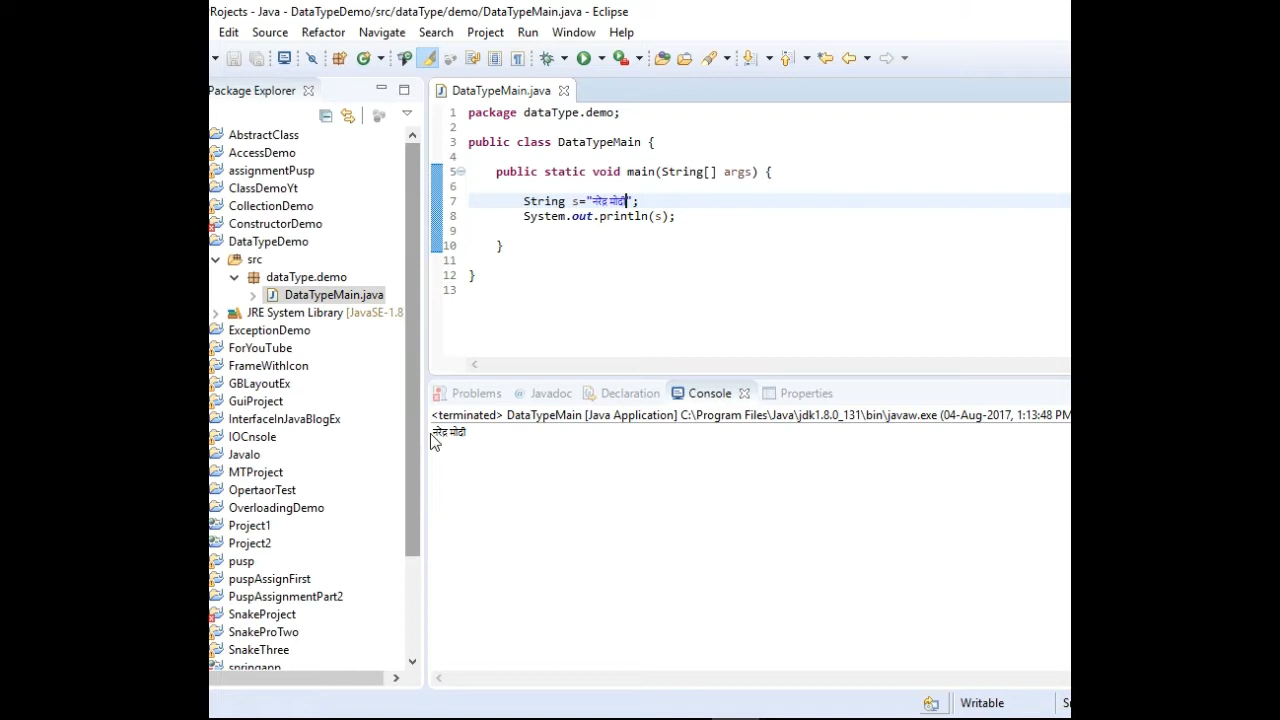 Rojects - Java - DataTypeDemo/src/dataType/demo/DataTypeMain.java - Eclipse
Edit Source Refactor Navigate Search Project Run Window Help
Package Explorer
AbstractClass
AccessDemo
assignmentPusp
ClassDemoYt
CollectionDemo
ConstructorDemo
DataTypeDemo
src
dataType.demo
DataTypeMain.java
JRE System Library [JavaSE-1.8
ExceptionDemo
ForYouTube
FrameWithIcon
GBLayoutEx
GuiProject
InterfaceInJavaBlogEx
IOCnsole
JavaIo
MTProject
OpertaorTest
OverloadingDemo
Project1
Project2
pusp
puspAssignFirst
PuspAssignmentPart2
SnakeProject
SnakeProTwo
SnakeThree
springann
DataTypeMain.java
1 package dataType.demo;
2
3 public class DataTypeMain {
4
5 public static void main(String[] args) {
6
7 String s="नरेंद्र मोदी";
8 System.out.println(s);
9
10 }
11
12 }
13
Problems Javadoc Declaration Console Properties
<terminated> DataTypeMain [Java Application] C:\Program Files\Java\jdk1.8.0_131\bin\javaw.exe (04-Aug-2017, 1:13:48 PM
नरेंद्र मोदी
Writable